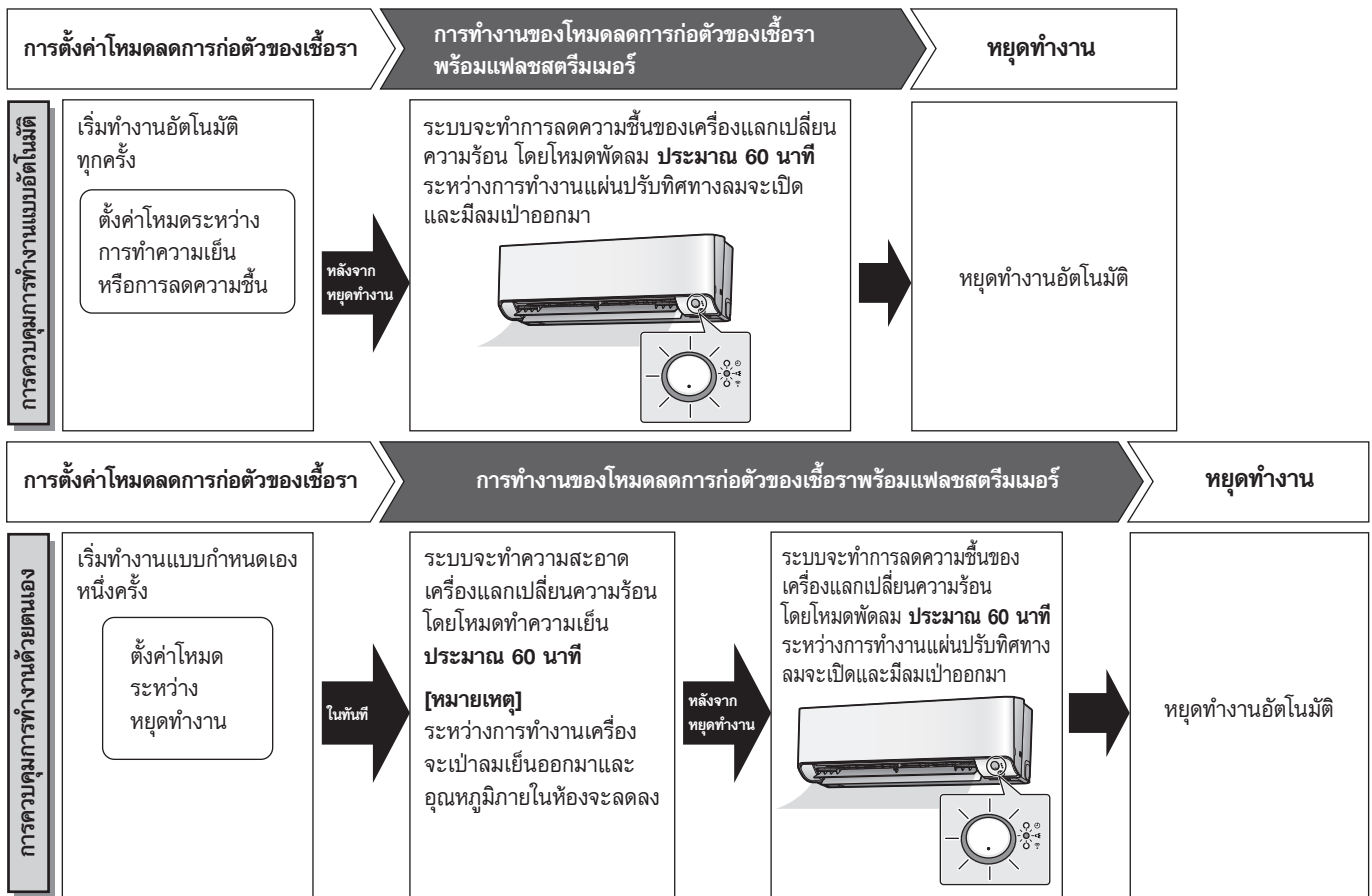 การตั้งค่าโหมดลดการก่อตัวของเชื้อรา
การทำงานของโหมดลดการก่อตัวของเชื้อรา
พร้อมแฟลชสตรีมเมอร์
หยุดทำงาน
การควบคุมการทำงานแบบอัตโนมัติ
เริ่มทำงานอัตโนมัติ
ทุกครั้ง
ตั้งค่าโหมดระหว่าง
การทำความเย็น
หรือการลดความชื้น
หลังจาก
หยุดทำงาน
ระบบจะทำการลดความชื้นของเครื่องแลกเปลี่ยน
ความร้อน โดยโหมดพัดลม ประมาณ 60 นาที
ระหว่างการทำงานแผ่นปรับทิศทางลมจะเปิด
และมีลมเป่าออกมา
หยุดทำงานอัตโนมัติ
การตั้งค่าโหมดลดการก่อตัวของเชื้อรา
การทำงานของโหมดลดการก่อตัวของเชื้อราพร้อมแฟลชสตรีมเมอร์
หยุดทำงาน
การควบคุมการทำงานด้วยตนเอง
เริ่มทำงานแบบกำหนดเอง
หนึ่งครั้ง
ตั้งค่าโหมด
ระหว่าง
หยุดทำงาน
ในทันที
ระบบจะทำความสะอาด
เครื่องแลกเปลี่ยนความร้อน
โดยโหมดทำความเย็น
ประมาณ 60 นาที
[หมายเหตุ]
ระหว่างการทำงานเครื่อง
จะเป่าลมเย็นออกมาและ
อุณหภูมิภายในห้องจะลดลง
หลังจาก
หยุดทำงาน
ระบบจะทำการลดความชื้นของ
เครื่องแลกเปลี่ยนความร้อน
โดยโหมดพัดลม ประมาณ 60 นาที
ระหว่างการทำงานแผ่นปรับทิศทาง
ลมจะเปิดและมีลมเป่าออกมา
หยุดทำงานอัตโนมัติ